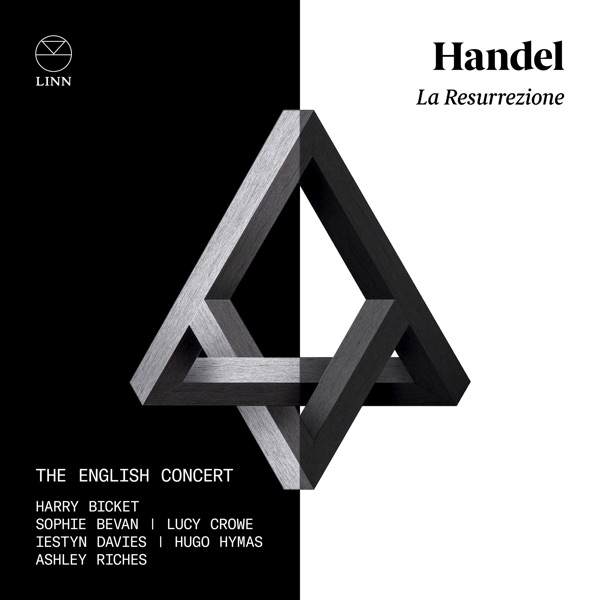 LINN
Handel
La Resurrezione
THE ENGLISH CONCERT
HARRY BICKET
SOPHIE BEVAN | LUCY CROWE
IESTYN DAVIES | HUGO HYMAS
ASHLEY RICHES